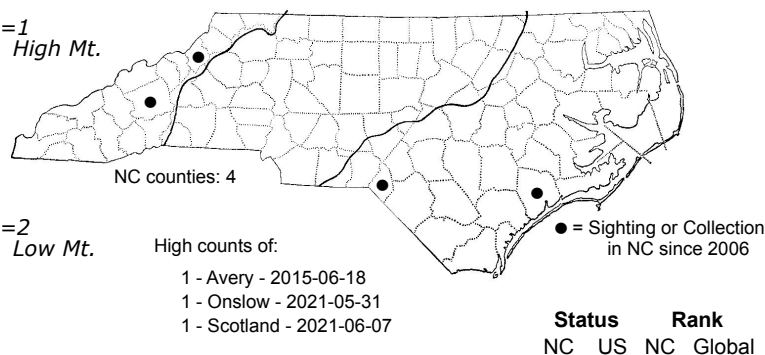 =1
High Mt.
NC counties: 4
=2
Low Mt.
High counts of:
1 - Avery - 2015-06-18
1 - Onslow - 2021-05-31
1 - Scotland - 2021-06-07
● = Sighting or Collection
in NC since 2006
Status Rank
NC US NC Global